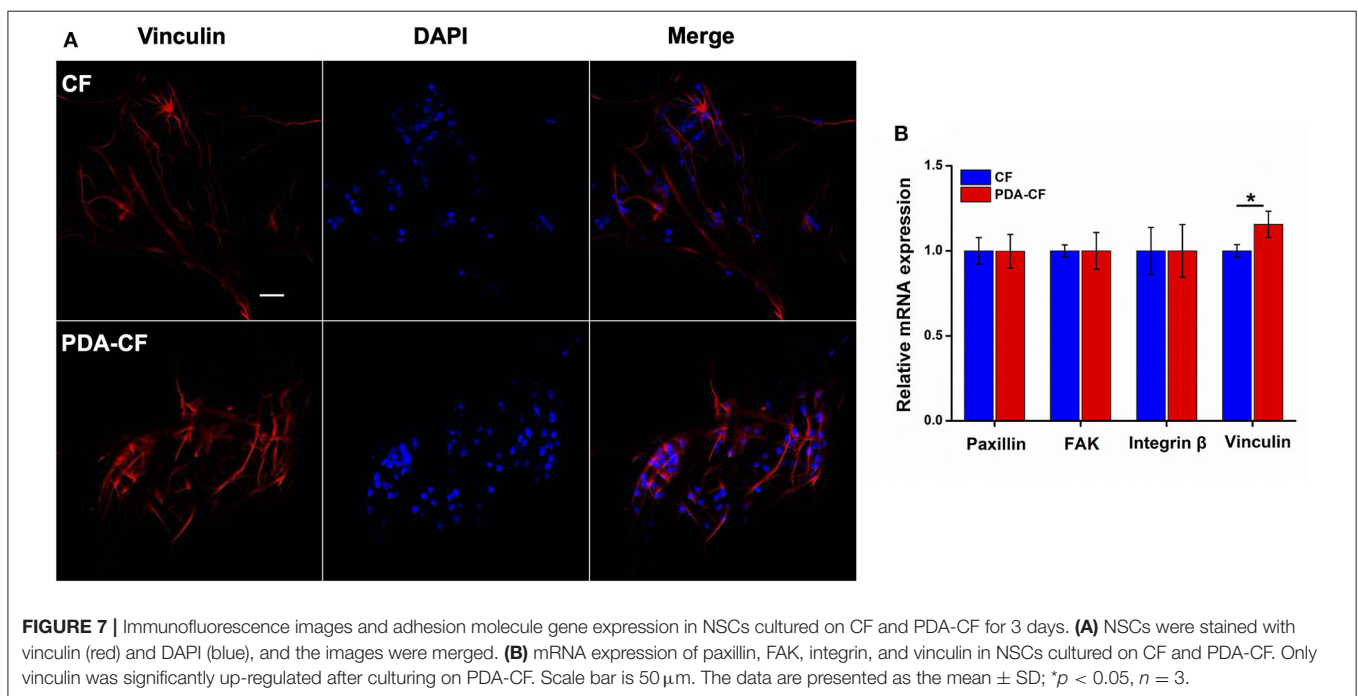 A
Vinculin DAPI Merge
CF
PDA-CF
B
Relative mRNA expression
1.5
1.0
0.5
0.0
CF
PDA-CF
*
Paxillin FAK Integrin β Vinculin
FIGURE 7 | Immunofluorescence images and adhesion molecule gene expression in NSCs cultured on CF and PDA-CF for 3 days. (A) NSCs were stained with
vinculin (red) and DAPI (blue), and the images were merged. (B) mRNA expression of paxillin, FAK, integrin, and vinculin in NSCs cultured on CF and PDA-CF. Only
vinculin was significantly up-regulated after culturing on PDA-CF. Scale bar is 50 μm. The data are presented as the mean ± SD; *p < 0.05, n = 3.